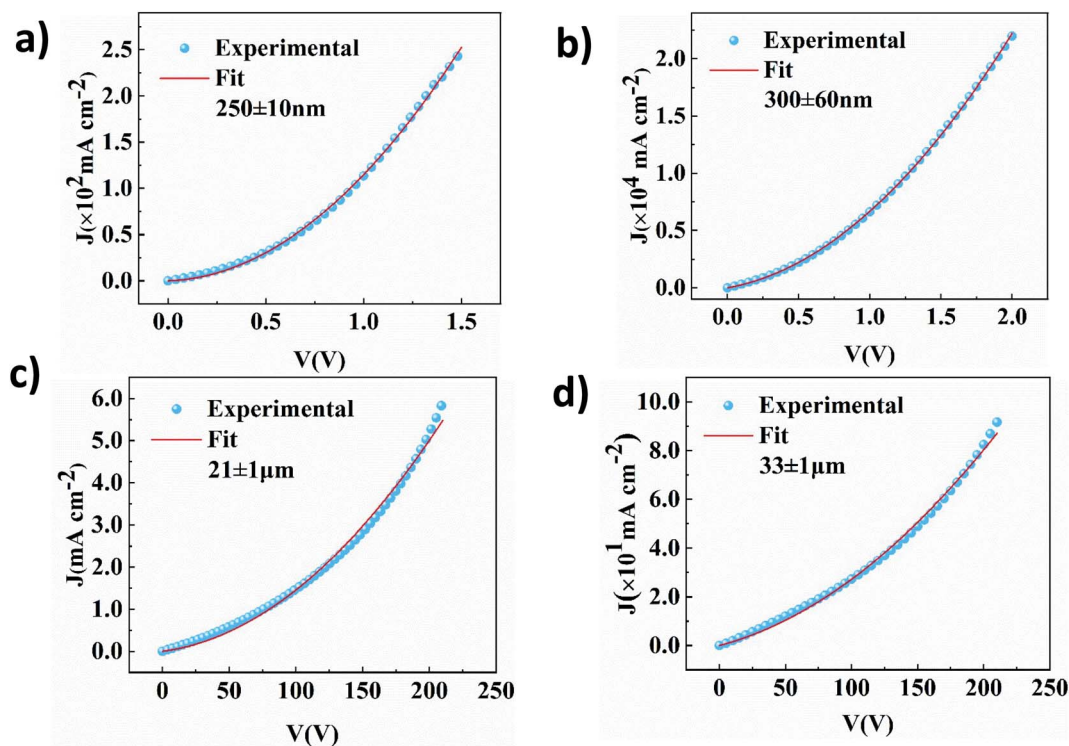 a)
Experimental
Fit
250±10nm
J(×10²mA cm⁻²)
2.5
2.0
1.5
1.0
0.5
0.0
0.0 0.5 1.0 1.5
V(V)
b)
Experimental
Fit
300±60nm
J(×10⁴ mA cm⁻²)
2.0
1.5
1.0
0.5
0.0
0.0 0.5 1.0 1.5 2.0
V(V)
c)
Experimental
Fit
21±1μm
J(mA cm⁻²)
6.0
5.0
4.0
3.0
2.0
1.0
0.0
0 50 100 150 200 250
V(V)
d)
Experimental
Fit
33±1μm
J(×10¹mA cm⁻²)
10.0
8.0
6.0
4.0
2.0
0.0
0 50 100 150 200 250
V(V)